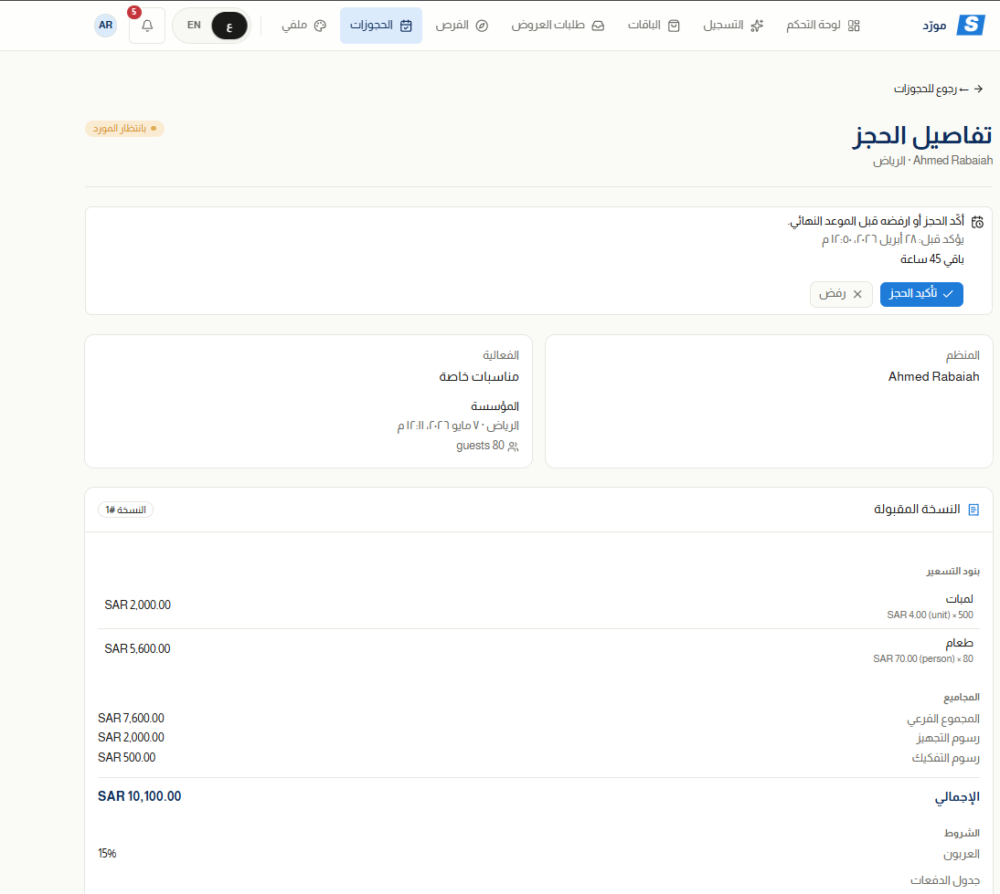 S مورّد
لوحة التحكم
التسجيل
الباقات
طلبات العروض
الفرص
الحجوزات
ملفي
ع EN
5
AR
→ ← رجوع للحجوزات
تفاصيل الحجز
بانتظار المورد
Ahmed Rabaiah · الرياض
أكّد الحجز أو ارفضه قبل الموعد النهائي.
يؤكد قبل: ٢٨ أبريل ٢٠٢٦، ١٢:٥٠ م
باقي 45 ساعة
تأكيد الحجز
رفض
المنظم
Ahmed Rabaiah
الفعالية
مناسبات خاصة
المؤسسة
الرياض · ٧ مايو ٢٠٢٦، ١٢:١١ م
80 guests
النسخة المقبولة
النسخة #1
بنود التسعير
لمبات
SAR 2,000.00
500 × SAR 4.00 (unit)
طعام
SAR 5,600.00
80 × SAR 70.00 (person)
المجاميع
المجموع الفرعي SAR 7,600.00
رسوم التجهيز SAR 2,000.00
رسوم التفكيك SAR 500.00
الإجمالي SAR 10,100.00
الشروط
العربون 15%
جدول الدفعات